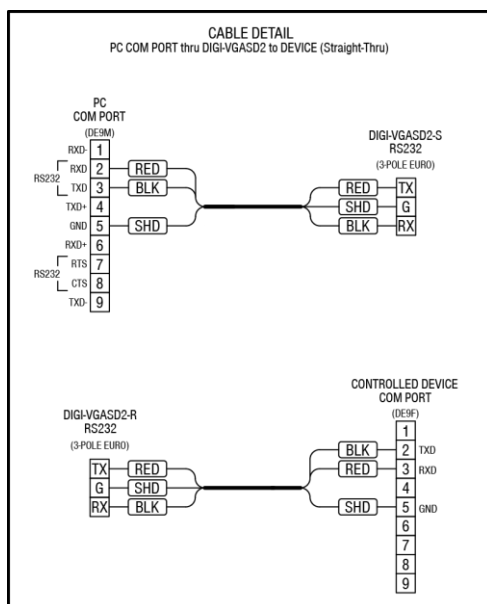 CABLE DETAIL
PC COM PORT thru DIGI-VGASD2 to DEVICE (Straight-Thru)
PC
COM PORT
(DE9M)
RXD- 1
RS232
RXD 2 RED
TXD 3 BLK
TXD+ 4
GND 5 SHD
RXD+ 6
RS232
RTS 7
CTS 8
TXD- 9
DIGI-VGASD2-S
RS232
(3-POLE EURO)
RED TX
SHD G
BLK RX
DIGI-VGASD2-R
RS232
(3-POLE EURO)
TX RED
G SHD
RX BLK
CONTROLLED DEVICE
COM PORT
(DE9F)
1
BLK 2 TXD
RED 3 RXD
4
SHD 5 GND
6
7
8
9